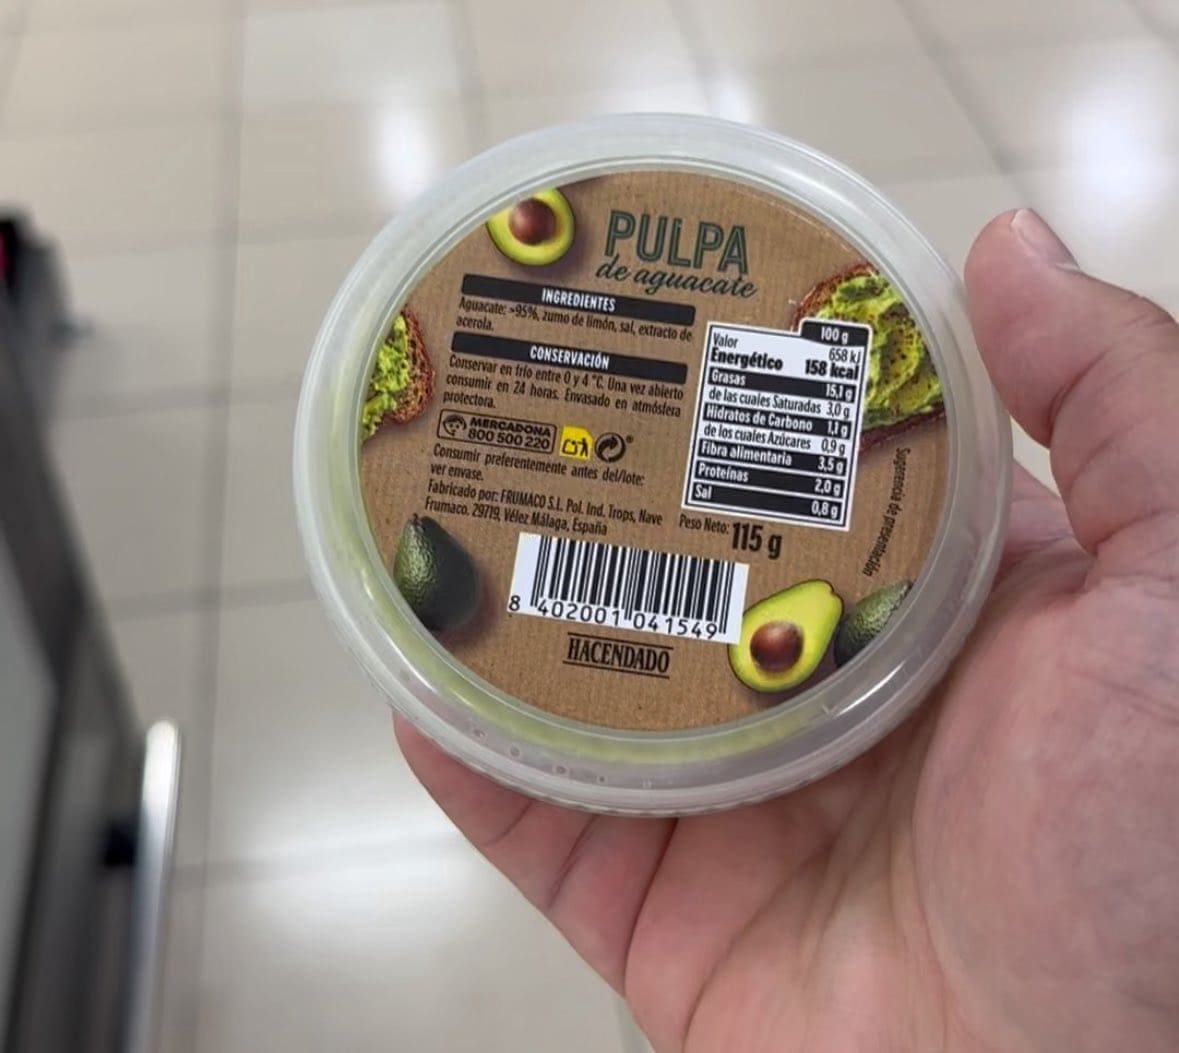 PULPA
de aguacate
INGREDIENTES
Aguacate: >95%, zumo de limón, sal, extracto de
acerola.
CONSERVACIÓN
Conservar en frío entre 0 y 4 °C. Una vez abierto
consumir en 24 horas. Envasado en atmósfera
protectora.
MERCADONA
800 500 220
Consumir preferentemente antes del/lote:
ver envase.
Fabricado por: FRUMACO S.L. Pol. Ind. Trops, Nave
Frumaco. 29719, Vélez Málaga, España
100 g
Valor 658 kJ
Energético 158 kcal
Grasas 15,1 g
de las cuales Saturadas 3,0 g
Hidratos de Carbono 1,1 g
de los cuales Azúcares 0,9 g
Fibra alimentaria 3,5 g
Proteínas 2,0 g
Sal 0,8 g
Peso Neto: 115 g
Sugerencia de presentación
8 402001 041549
HACENDADO